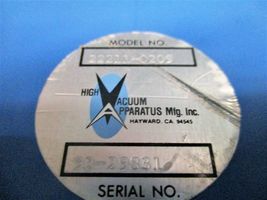 MODEL NO.
HIGH
VACUUM
APPARATUS Mfg. Inc.
HAYWARD, CA. 94545
SERIAL NO.